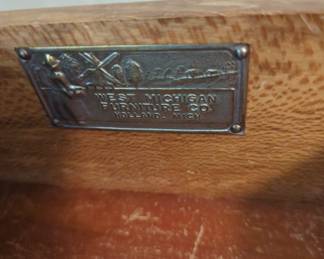 WEST MICHIGAN
FURNITURE CO.
HOLLAND, MICH.